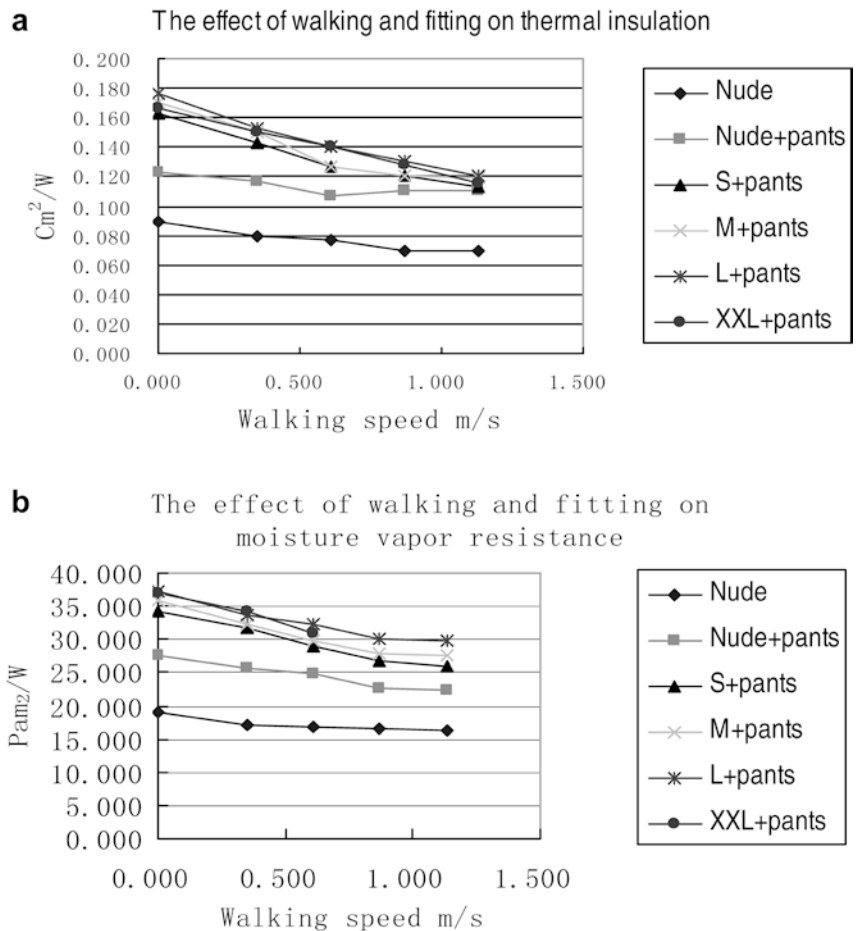 a
The effect of walking and fitting on thermal insulation
0.200
0.180
0.160
0.140
0.120
0.100
0.080
0.060
0.040
0.020
0.000
Cm²/W
0.000 0.500 1.000 1.500
Walking speed m/s
Nude
Nude+pants
S+pants
M+pants
L+pants
XXL+pants
b
The effect of walking and fitting on
moisture vapor resistance
40.000
35.000
30.000
25.000
20.000
15.000
10.000
5.000
0.000
Pam₂/W
0.000 0.500 1.000 1.500
Walking speed m/s
Nude
Nude+pants
S+pants
M+pants
L+pants
XXL+pants